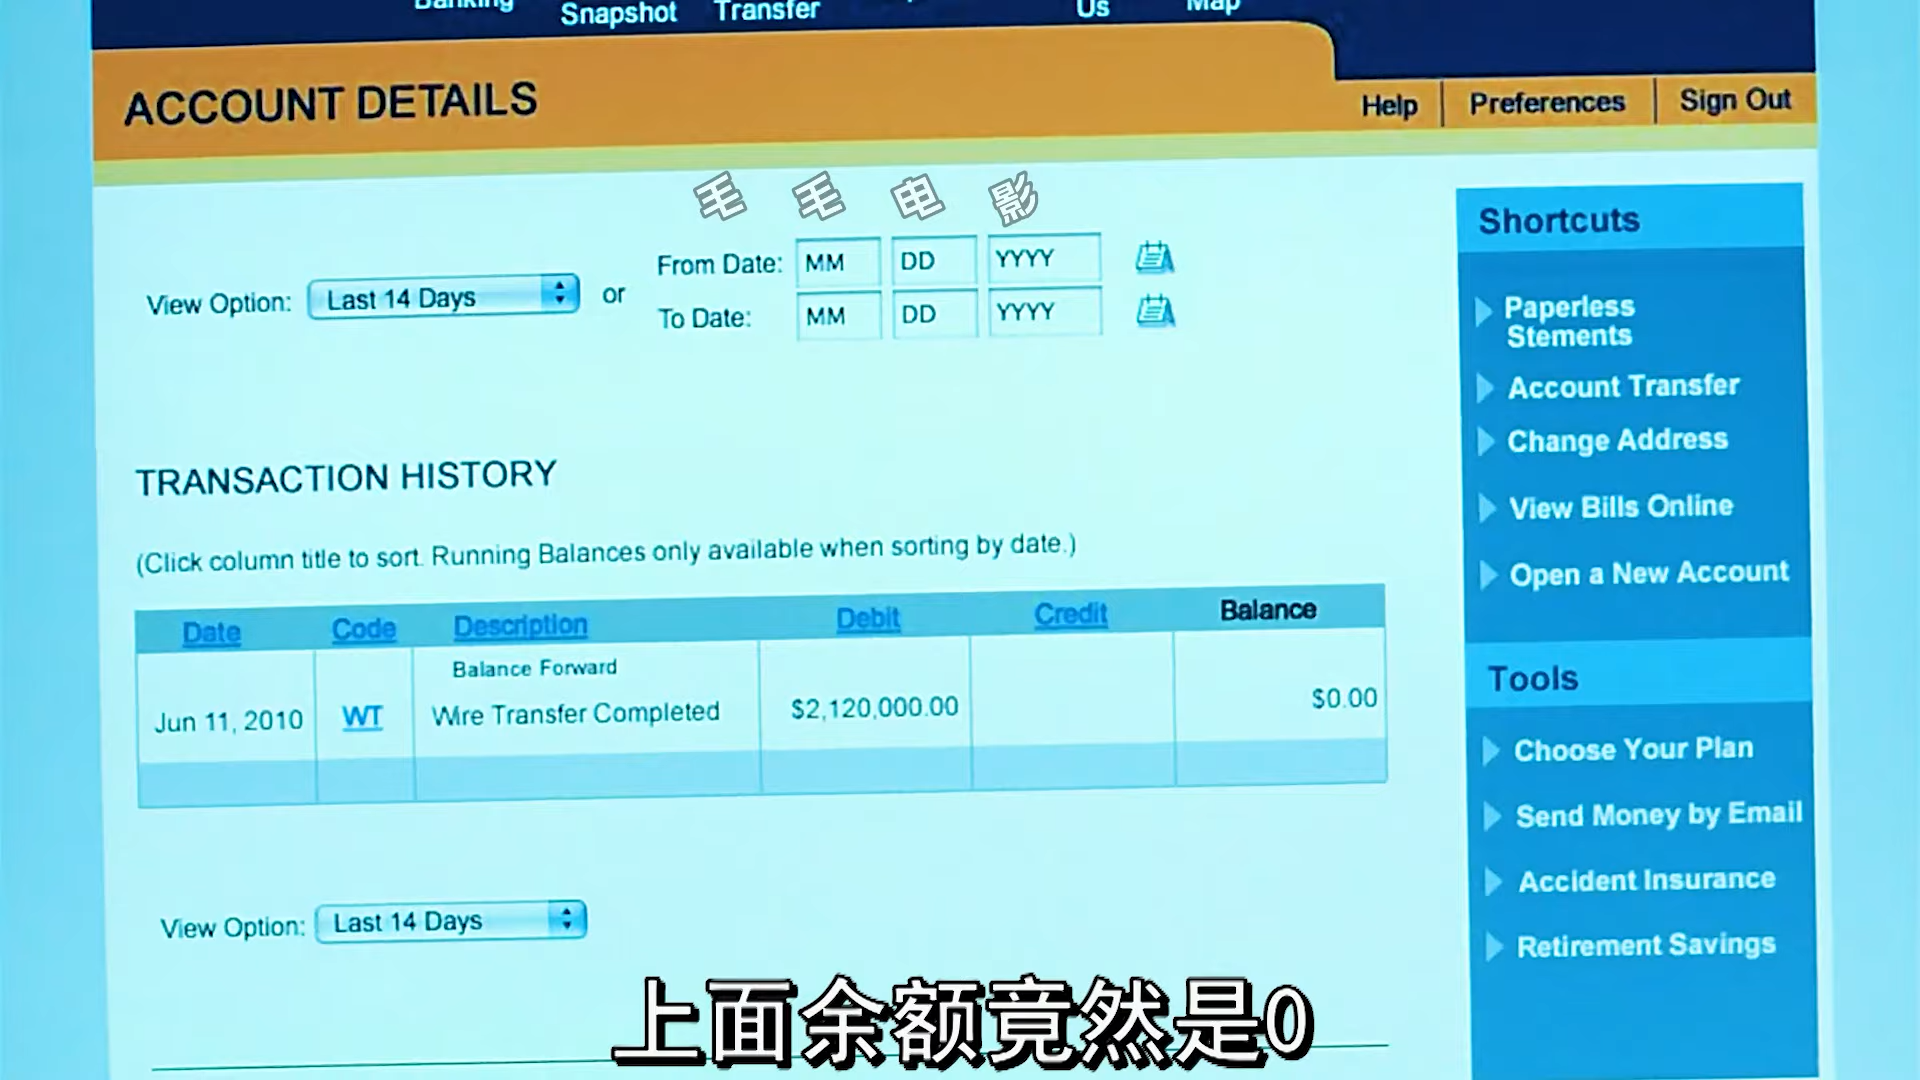 Banking
Snapshot
Transfer
Us
Map
ACCOUNT DETAILS
Help
Preferences
Sign Out
毛毛电影
View Option: Last 14 Days or
From Date: MM DD YYYY
To Date: MM DD YYYY
TRANSACTION HISTORY
(Click column title to sort. Running Balances only available when sorting by date.)
Date Code Description Debit Credit Balance
Balance Forward
Jun 11, 2010 WT Wire Transfer Completed $2,120,000.00 $0.00
View Option: Last 14 Days
Shortcuts
Paperless
Stements
Account Transfer
Change Address
View Bills Online
Open a New Account
Tools
Choose Your Plan
Send Money by Email
Accident Insurance
Retirement Savings
上面余额竟然是0